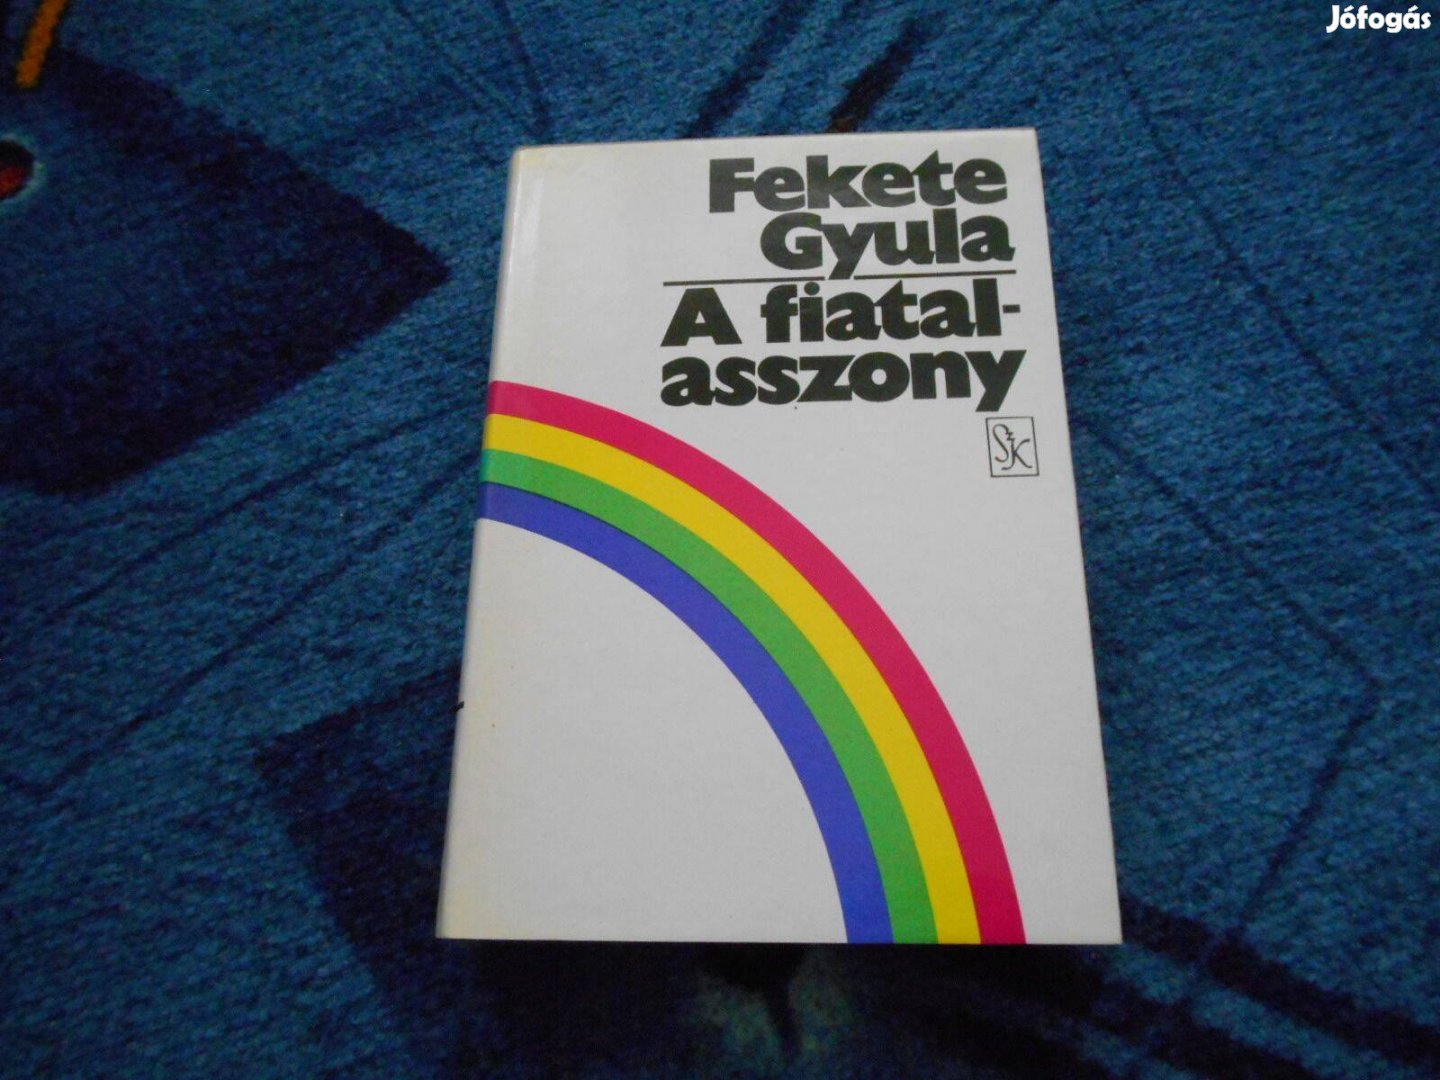 Jófogás
Fekete
Gyula
A fiatal-
asszony
SzK